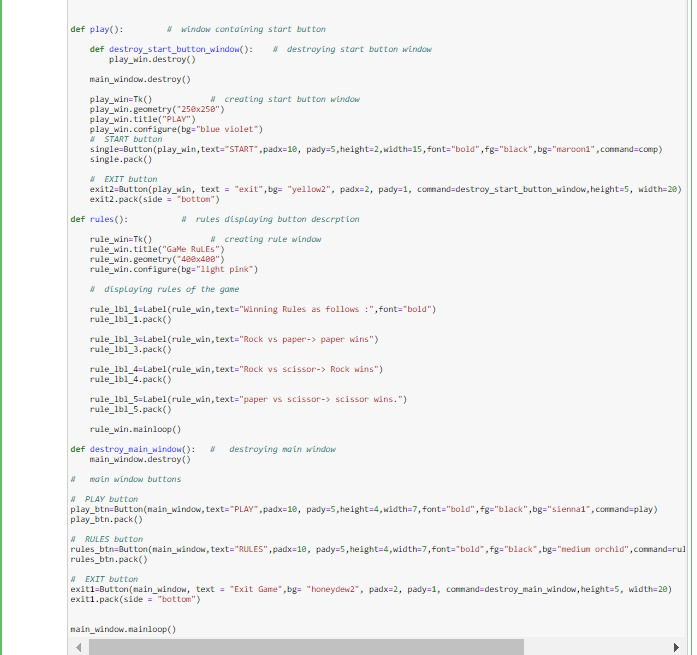 def play():         #  window containing start button
    def destroy_start_button_window():    #  destroying start button window
        play_win.destroy()
    main_window.destroy()
    play_win=Tk()            #  creating start button window
    play_win.geometry("250x250")
    play_win.title("PLAY")
    play_win.configure(bg="blue violet")
    #  START button
    single=Button(play_win,text="START",padx=10, pady=5,height=2,width=15,font="bold",fg="black",bg="maroon1",command=comp)
    single.pack()
    #  EXIT button
    exit2=Button(play_win, text = "exit",bg= "yellow2", padx=2, pady=1, command=destroy_start_button_window,height=5, width=20)
    exit2.pack(side = "bottom")
def rules():           #  rules displaying button descrption
    rule_win=Tk()            #  creating rule window
    rule_win.title("GaMe RuLEs")
    rule_win.geometry("400x400")
    rule_win.configure(bg="light pink")
    #  displaying rules of the game
    rule_lbl_1=Label(rule_win,text="Winning Rules as follows :",font="bold")
    rule_lbl_1.pack()
    rule_lbl_3=Label(rule_win,text="Rock vs paper-> paper wins")
    rule_lbl_3.pack()
    rule_lbl_4=Label(rule_win,text="Rock vs scissor-> Rock wins")
    rule_lbl_4.pack()
    rule_lbl_5=Label(rule_win,text="paper vs scissor-> scissor wins.")
    rule_lbl_5.pack()
    rule_win.mainloop()
def destroy_main_window():   #   destroying main window
    main_window.destroy()
#   main window buttons
#  PLAY button
play_btn=Button(main_window,text="PLAY",padx=10, pady=5,height=4,width=7,font="bold",fg="black",bg="sienna1",command=play)
play_btn.pack()
#  RULES button
rules_btn=Button(main_window,text="RULES",padx=10, pady=5,height=4,width=7,font="bold",fg="black",bg="medium orchid",command=rul
rules_btn.pack()
#  EXIT button
exit1=Button(main_window, text = "Exit Game",bg= "honeydew2", padx=2, pady=1, command=destroy_main_window,height=5, width=20)
exit1.pack(side = "bottom")
main_window.mainloop()